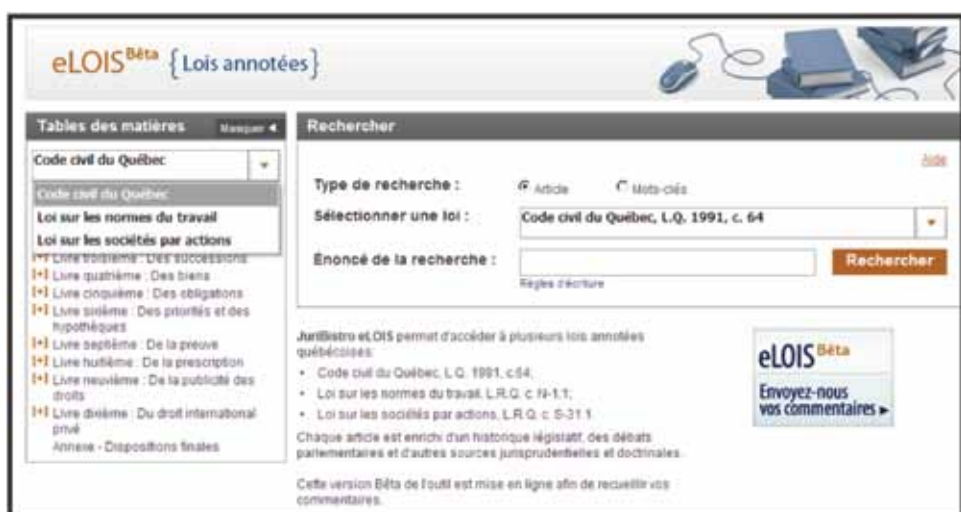 eLOIS Bêta {Lois annotées}
Tables des matières Masquer
Code civil du Québec
Code civil du Québec
Loi sur les normes du travail
Loi sur les sociétés par actions
[+] Livre troisième : Des successions
[+] Livre quatrième : Des biens
[+] Livre cinquième : Des obligations
[+] Livre sixième : Des priorités et des
hypothèques
[+] Livre septième : De la preuve
[+] Livre huitième : De la prescription
[+] Livre neuvième : De la publicité des
droits
[+] Livre dixième : Du droit international
privé
Annexe - Dispositions finales
Rechercher
Aide
Type de recherche : Article Mots-clés
Sélectionner une loi : Code civil du Québec, L.Q. 1991, c. 64
Énoncé de la recherche : Rechercher
Règles d'écriture
JuriBistro eLOIS permet d'accéder à plusieurs lois annotées
québécoises:
• Code civil du Québec, L.Q. 1991, c.64;
• Loi sur les normes du travail, L.R.Q. c. N-1.1;
• Loi sur les sociétés par actions, L.R.Q. c. S-31.1.
Chaque article est enrichi d'un historique législatif, des débats
parlementaires et d'autres sources jurisprudentielles et doctrinales.
Cette version Bêta de l'outil est mise en ligne afin de recueillir vos
commentaires.
eLOIS Bêta
Envoyez-nous
vos commentaires